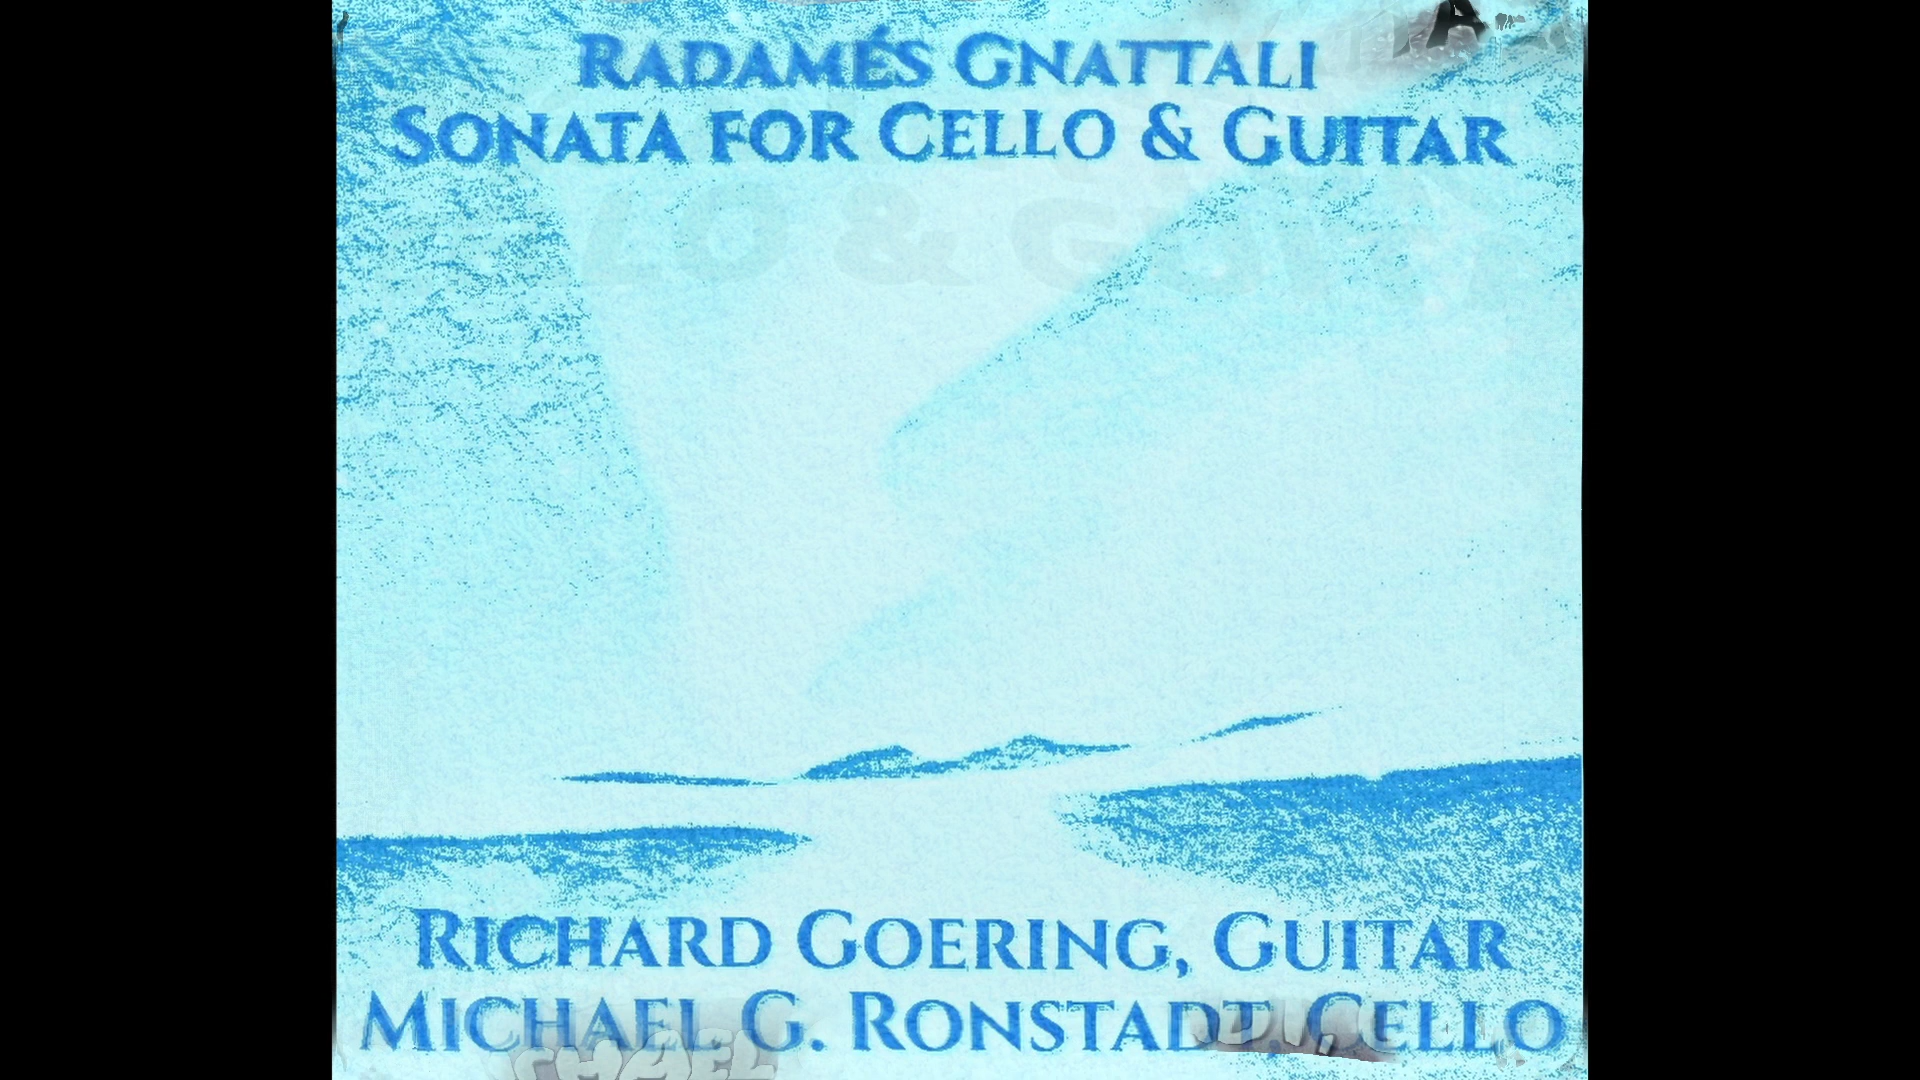 Radamés Gnattali
Sonata for Cello & Guitar
Richard Goering, Guitar
Michael G. Ronstadt, Cello